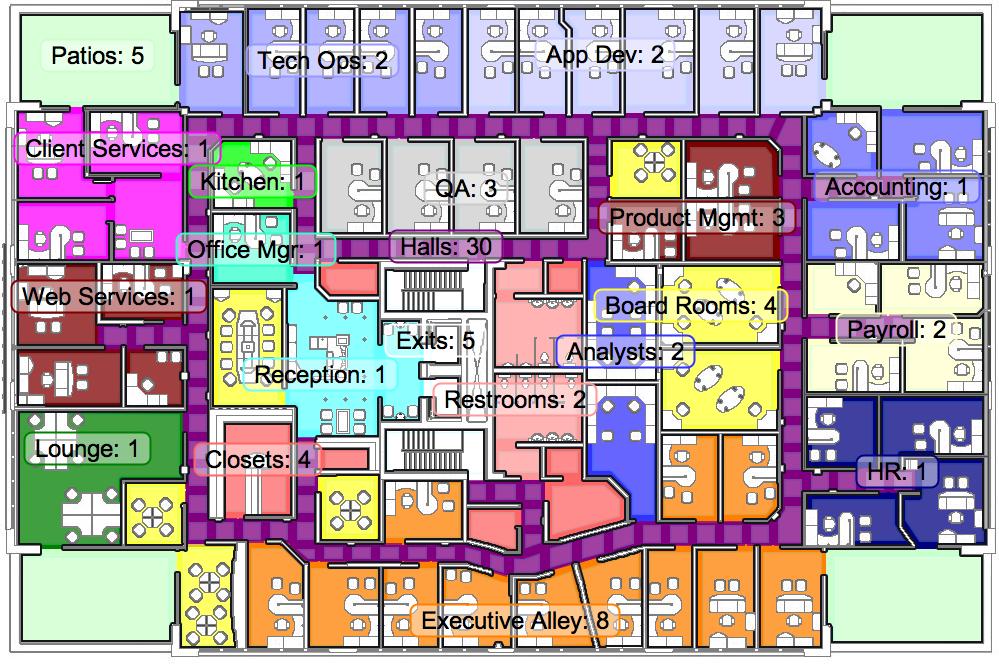 Patios: 5
Tech Ops: 2
App Dev: 2
Client Services: 1
Kitchen: 1
QA: 3
Accounting: 1
Product Mgmt: 3
Office Mgr: 1
Halls: 30
Web Services: 1
Board Rooms: 4
Payroll: 2
Exits: 5
Analysts: 2
Reception: 1
Restrooms: 2
Lounge: 1
Closets: 4
HR: 1
Executive Alley: 8